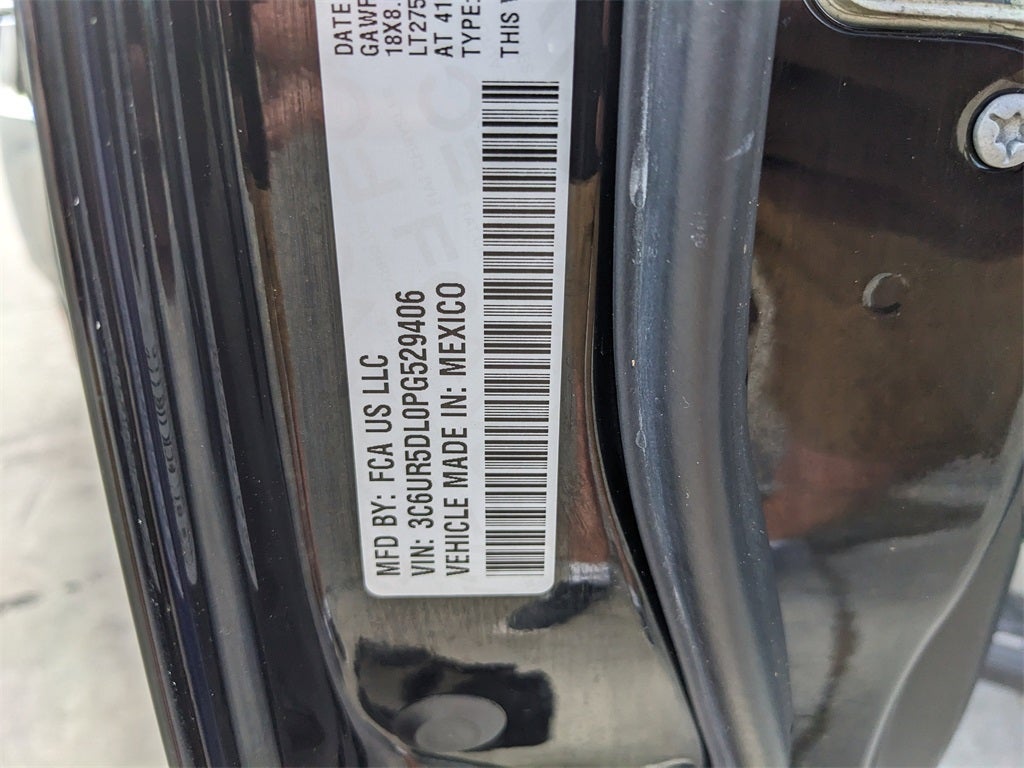 DATE
GAWR
18X8.
LT275
AT 41
TYPE:
THIS V
MFD BY: FCA US LLC
VIN: 3C6UR5DL0PG529406
VEHICLE MADE IN: MEXICO